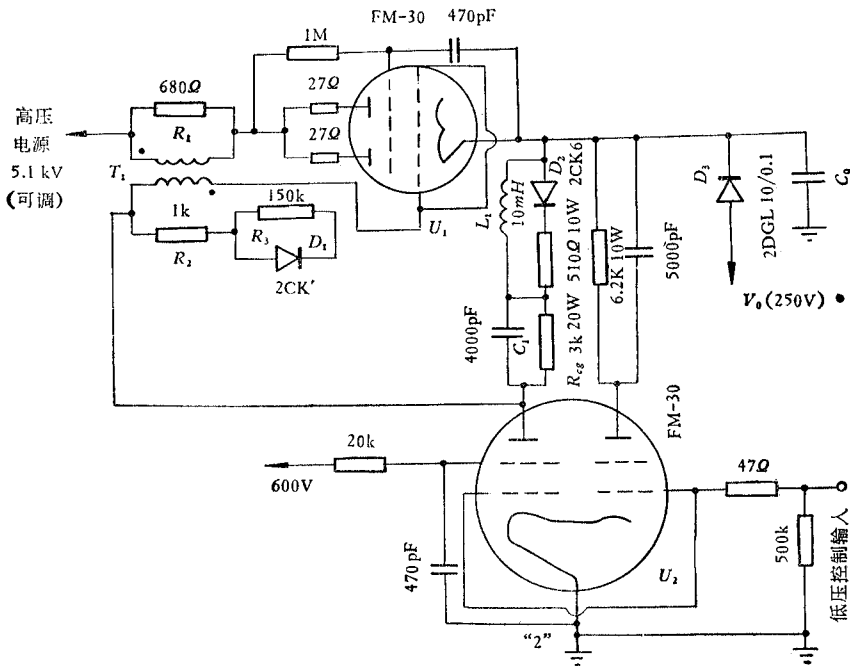 FM-30
470pF
1M
680Ω
27Ω
27Ω
R₁
高压
电源
5.1 kV
(可调)
T₁
1k
R₂
150k
R₃
D₁
2CK′
U₁
L₁
10mH
D₂
2CK6
510Ω 10W
4000pF
C₁
R_cg
3k 20W
6.2K 10W
5000pF
D₃
2DGL 10/0.1
C₀
V₀(250V)
FM-30
20k
600V
470pF
U₂
47Ω
500k
低压控制输入
“2”